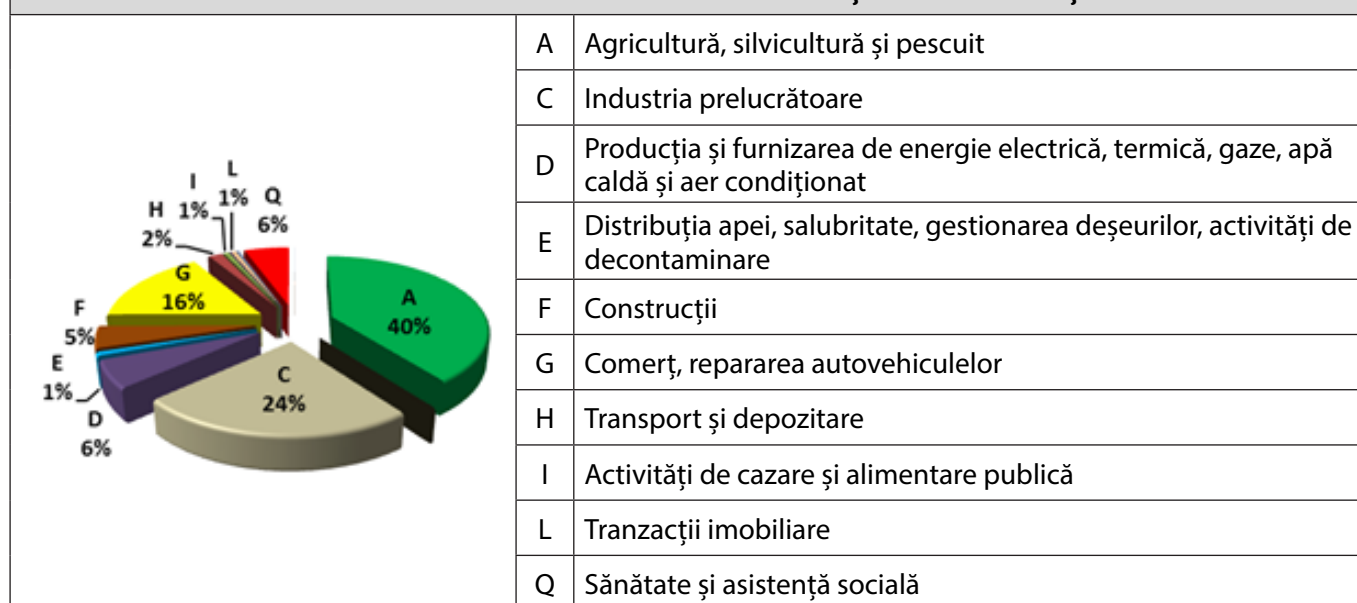 A Agricultură, silvicultură și pescuit
C Industria prelucrătoare
D Producția și furnizarea de energie electrică, termică, gaze, apă
caldă și aer condiționat
E Distribuția apei, salubritate, gestionarea deșeurilor, activități de
decontaminare
F Construcții
G Comerț, repararea autovehiculelor
H Transport și depozitare
I Activități de cazare și alimentare publică
L Tranzacții imobiliare
Q Sănătate și asistență socială
L
1%
I
1%
Q
6%
H
2%
G
16%
A
40%
F
5%
E
1%
C
24%
D
6%